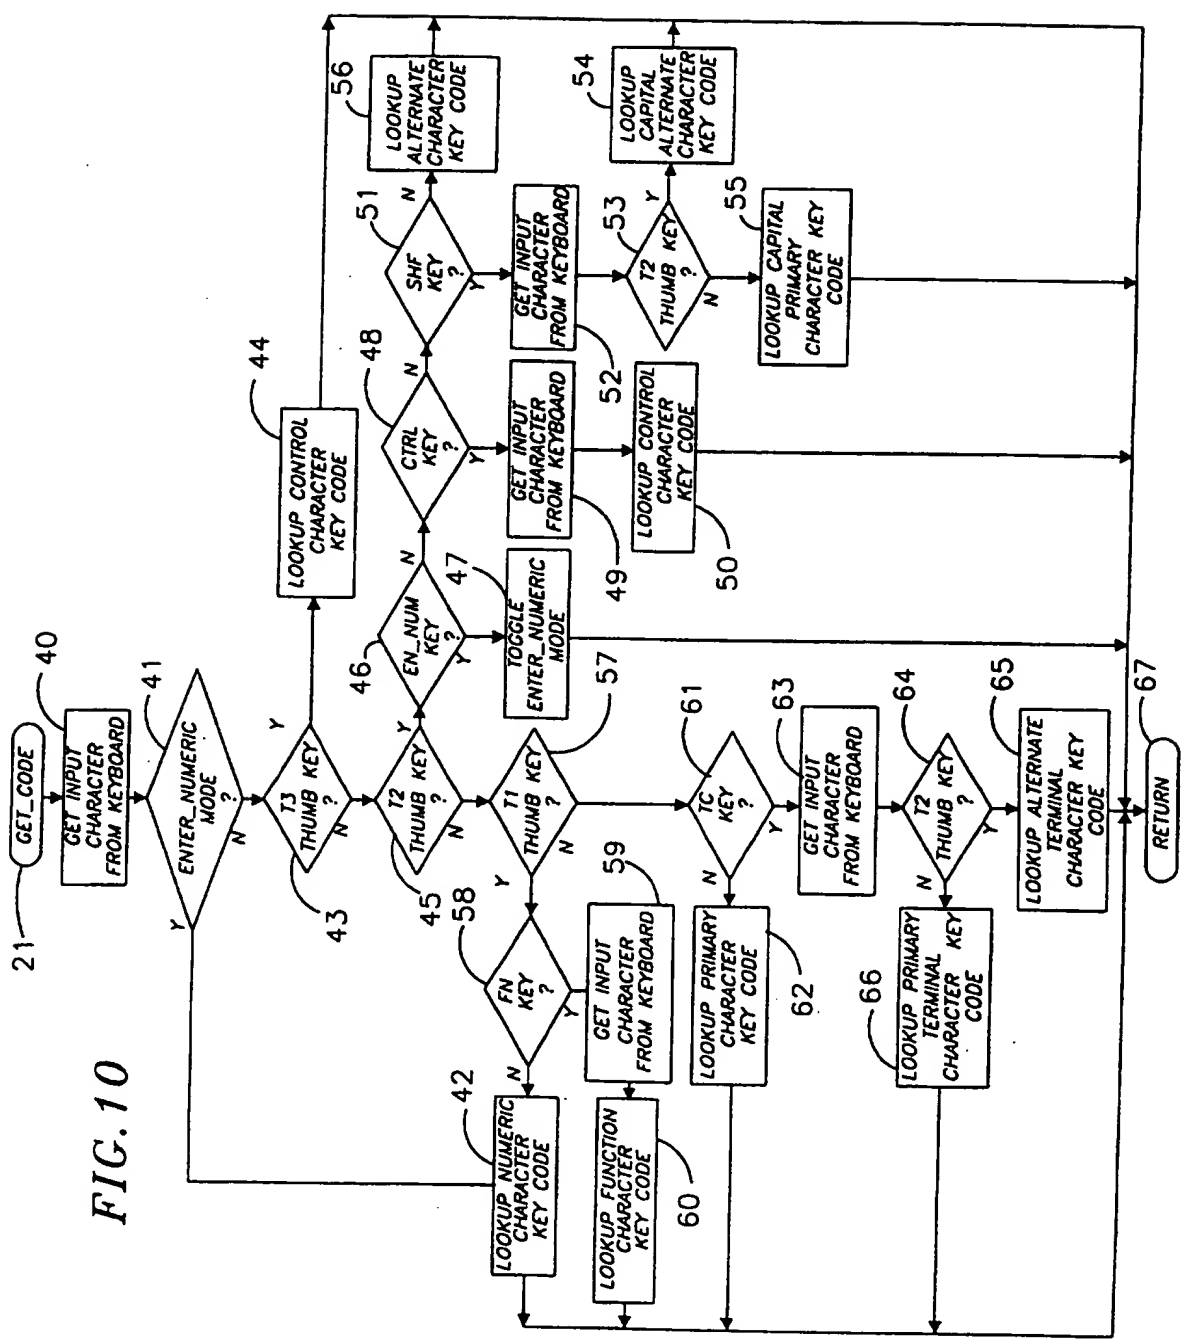 FIG. 10
GET_CODE
21
GET INPUT
CHARACTER
FROM KEYBOARD
40
ENTER_NUMERIC
MODE
?
41
Y
N
T3
THUMB KEY
?
43
Y
N
LOOKUP CONTROL
CHARACTER
KEY CODE
44
T2
THUMB KEY
?
45
Y
N
EN_NUM
KEY
?
46
N
Y
TOGGLE
ENTER_NUMERIC
MODE
47
CTRL
KEY
?
48
N
Y
GET INPUT
CHARACTER
FROM KEYBOARD
49
LOOKUP CONTROL
CHARACTER
KEY CODE
50
SHF
KEY
?
51
N
Y
LOOKUP
ALTERNATE
CHARACTER
KEY CODE
56
GET INPUT
CHARACTER
FROM KEYBOARD
52
T2
THUMB KEY
?
53
Y
N
LOOKUP
CAPITAL
ALTERNATE
CHARACTER
KEY CODE
54
LOOKUP CAPITAL
PRIMARY
CHARACTER KEY
CODE
55
T1
THUMB KEY
?
57
Y
N
FN
KEY
?
58
N
Y
LOOKUP NUMERIC
CHARACTER
KEY CODE
42
GET INPUT
CHARACTER
FROM KEYBOARD
59
LOOKUP FUNCTION
CHARACTER
KEY CODE
60
TC
KEY
?
61
N
Y
LOOKUP PRIMARY
CHARACTER
KEY CODE
62
GET INPUT
CHARACTER
FROM KEYBOARD
63
T2
THUMB KEY
?
64
N
Y
LOOKUP PRIMARY
TERMINAL
CHARACTER KEY
CODE
66
LOOKUP ALTERNATE
TERMINAL
CHARACTER KEY
CODE
65
RETURN
67